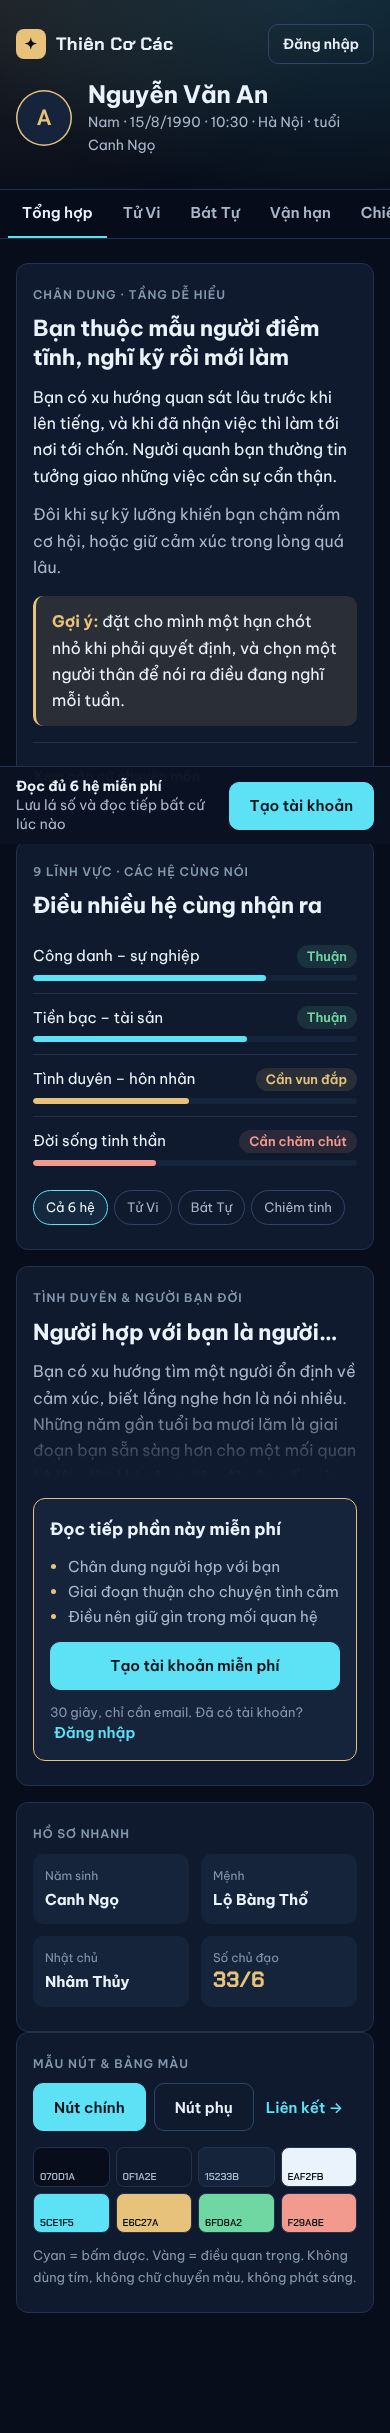 ✦ Thiên Cơ Các
Đăng nhập
A
Nguyễn Văn An
Nam · 15/8/1990 · 10:30 · Hà Nội · tuổi
Canh Ngọ
Tổng hợp
Tử Vi
Bát Tự
Vận hạn
Chiê
CHÂN DUNG · TẦNG DỄ HIỂU
Bạn thuộc mẫu người điềm
tĩnh, nghĩ kỹ rồi mới làm
Bạn có xu hướng quan sát lâu trước khi
lên tiếng, và khi đã nhận việc thì làm tới
nơi tới chốn. Người quanh bạn thường tin
tưởng giao những việc cần sự cẩn thận.
Đôi khi sự kỹ lưỡng khiến bạn chậm nắm
cơ hội, hoặc giữ cảm xúc trong lòng quá
lâu.
Gợi ý: đặt cho mình một hạn chót
nhỏ khi phải quyết định, và chọn một
người thân để nói ra điều đang nghĩ
mỗi tuần.
Đọc đủ 6 hệ miễn phí
Lưu lá số và đọc tiếp bất cứ
lúc nào
Tạo tài khoản
9 LĨNH VỰC · CÁC HỆ CÙNG NÓI
Điều nhiều hệ cùng nhận ra
Công danh – sự nghiệp
Thuận
Tiền bạc – tài sản
Thuận
Tình duyên – hôn nhân
Cần vun đắp
Đời sống tinh thần
Cần chăm chút
Cả 6 hệ
Tử Vi
Bát Tự
Chiêm tinh
TÌNH DUYÊN & NGƯỜI BẠN ĐỜI
Người hợp với bạn là người...
Bạn có xu hướng tìm một người ổn định về
cảm xúc, biết lắng nghe hơn là nói nhiều.
Những năm gần tuổi ba mươi lăm là giai
đoạn bạn sẵn sàng hơn cho một mối quan
Đọc tiếp phần này miễn phí
• Chân dung người hợp với bạn
• Giai đoạn thuận cho chuyện tình cảm
• Điều nên giữ gìn trong mối quan hệ
Tạo tài khoản miễn phí
30 giây, chỉ cần email. Đã có tài khoản?
Đăng nhập
HỒ SƠ NHANH
Năm sinh
Canh Ngọ
Mệnh
Lộ Bàng Thổ
Nhật chủ
Nhâm Thủy
Số chủ đạo
33/6
MẪU NÚT & BẢNG MÀU
Nút chính
Nút phụ
Liên kết →
070D1A
0F1A2E
15233B
EAF2FB
5CE1F5
E6C27A
6FD8A2
F29A8E
Cyan = bấm được. Vàng = điều quan trọng. Không
dùng tím, không chữ chuyển màu, không phát sáng.